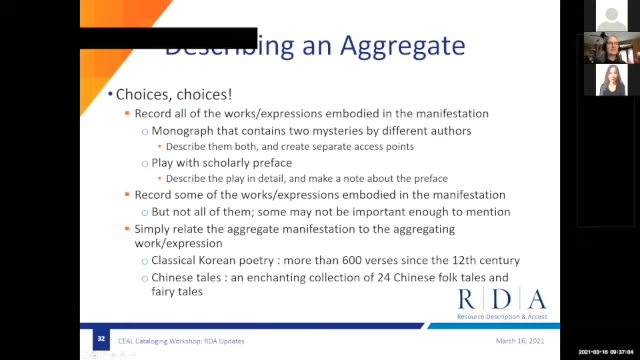 Describing an Aggregate
• Choices, choices!
Record all of the works/expressions embodied in the manifestation
Monograph that contains two mysteries by different authors
Describe them both, and create separate access points
Play with scholarly preface
Describe the play in detail, and make a note about the preface
Record some of the works/expressions embodied in the manifestation
But not all of them; some may not be important enough to mention
Simply relate the aggregate manifestation to the aggregating
work/expression
Classical Korean poetry : more than 600 verses since the 12th century
Chinese tales : an enchanting collection of 24 Chinese folk tales and
fairy tales
R|D|A
Resource Description & Access
32
CEAL Cataloging Workshop: RDA Updates
March 16, 2021
2021-03-16 09:37:04